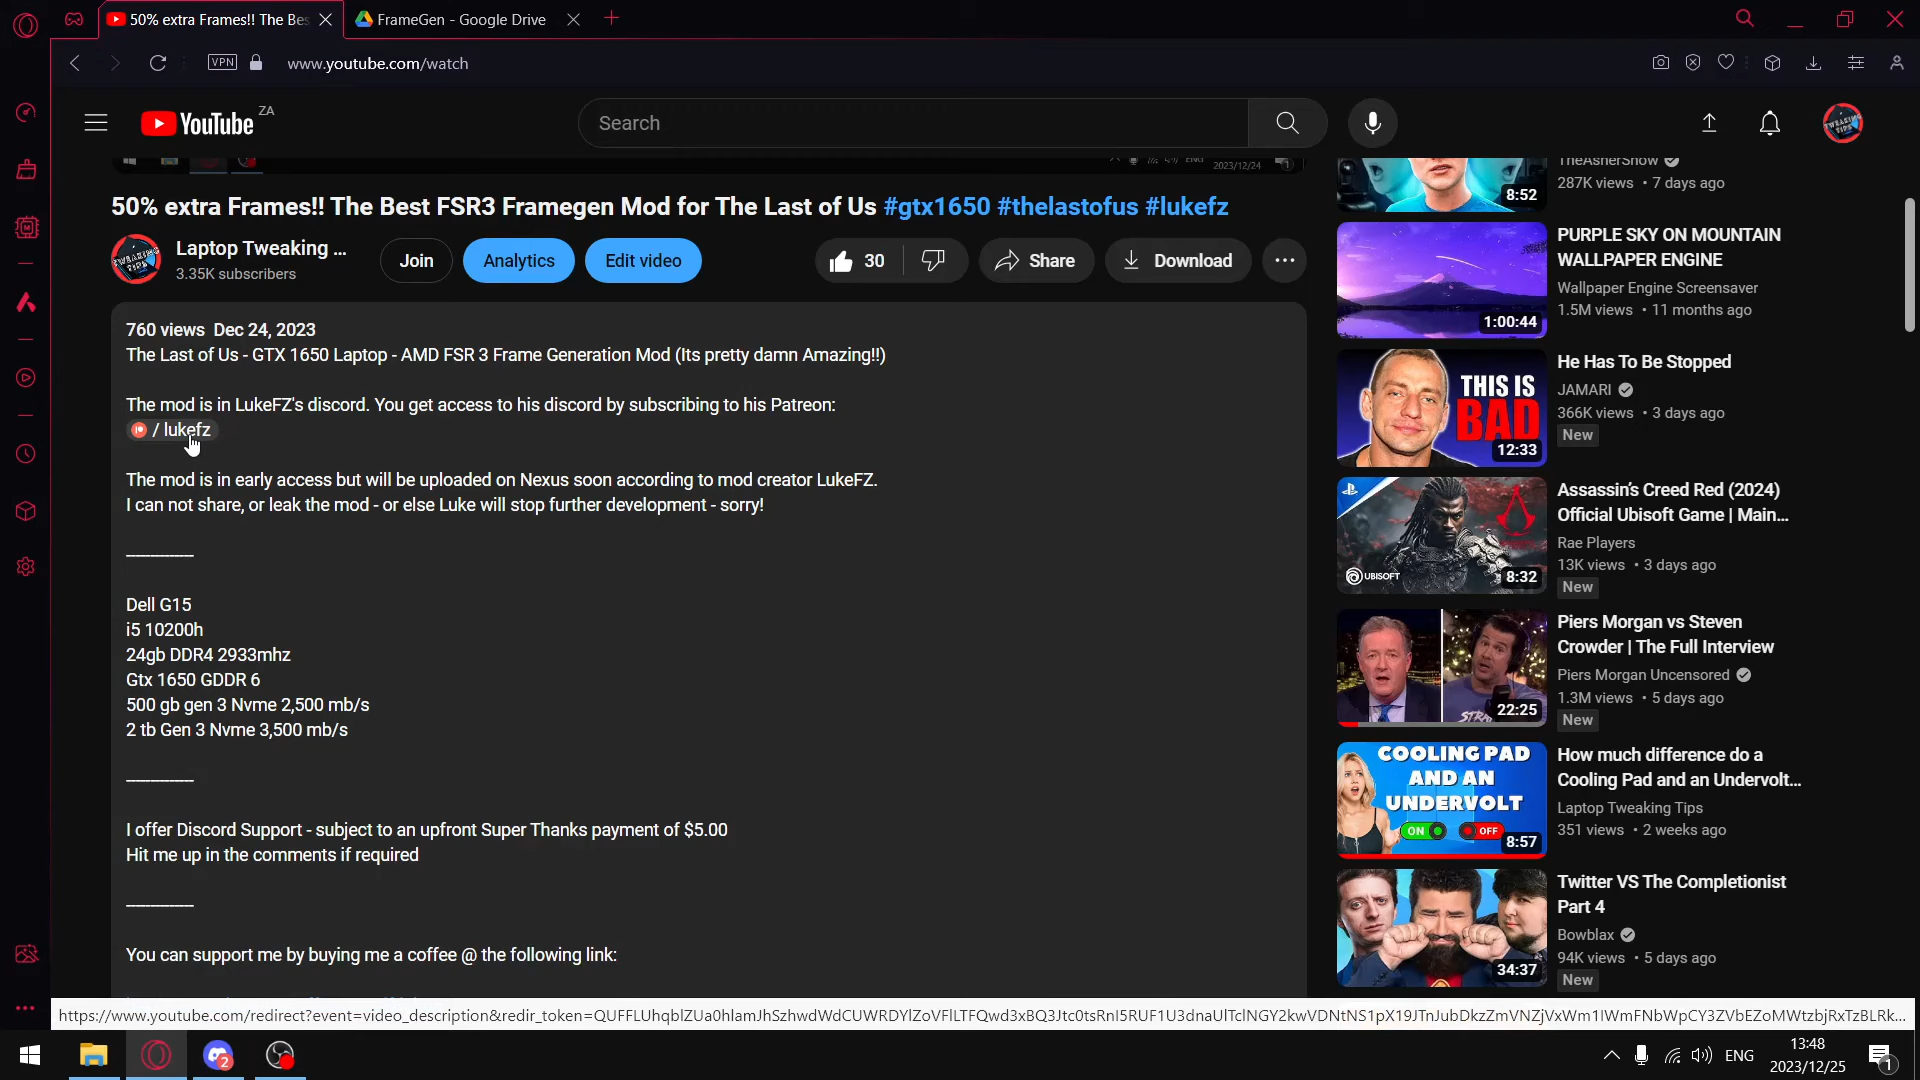 50% extra Frames!! The Bes
FrameGen - Google Drive
VPN
www.youtube.com/watch
YouTube ZA
Search
2023/12/24
50% extra Frames!! The Best FSR3 Framegen Mod for The Last of Us #gtx1650 #thelastofus #lukefz
Laptop Tweaking ...
3.35K subscribers
Join
Analytics
Edit video
30
Share
Download
760 views Dec 24, 2023
The Last of Us - GTX 1650 Laptop - AMD FSR 3 Frame Generation Mod (Its pretty damn Amazing!!)
The mod is in LukeFZ's discord. You get access to his discord by subscribing to his Patreon:
/ lukefz
The mod is in early access but will be uploaded on Nexus soon according to mod creator LukeFZ.
I can not share, or leak the mod - or else Luke will stop further development - sorry!
Dell G15
i5 10200h
24gb DDR4 2933mhz
Gtx 1650 GDDR 6
500 gb gen 3 Nvme 2,500 mb/s
2 tb Gen 3 Nvme 3,500 mb/s
I offer Discord Support - subject to an upfront Super Thanks payment of $5.00
Hit me up in the comments if required
You can support me by buying me a coffee @ the following link:
TheAsherShow
287K views • 7 days ago
8:52
PURPLE SKY ON MOUNTAIN
WALLPAPER ENGINE
Wallpaper Engine Screensaver
1.5M views • 11 months ago
1:00:44
He Has To Be Stopped
JAMARI
366K views • 3 days ago
New
THIS IS
BAD
12:33
Assassin's Creed Red (2024)
Official Ubisoft Game | Main...
Rae Players
13K views • 3 days ago
New
UBISOFT
8:32
Piers Morgan vs Steven
Crowder | The Full Interview
Piers Morgan Uncensored
1.3M views • 5 days ago
New
22:25
How much difference do a
Cooling Pad and an Undervolt...
Laptop Tweaking Tips
351 views • 2 weeks ago
COOLING PAD
AND AN
UNDERVOLT
ON
OFF
8:57
Twitter VS The Completionist
Part 4
Bowblax
94K views • 5 days ago
New
34:37
2
ENG
13:48
2023/12/25
1